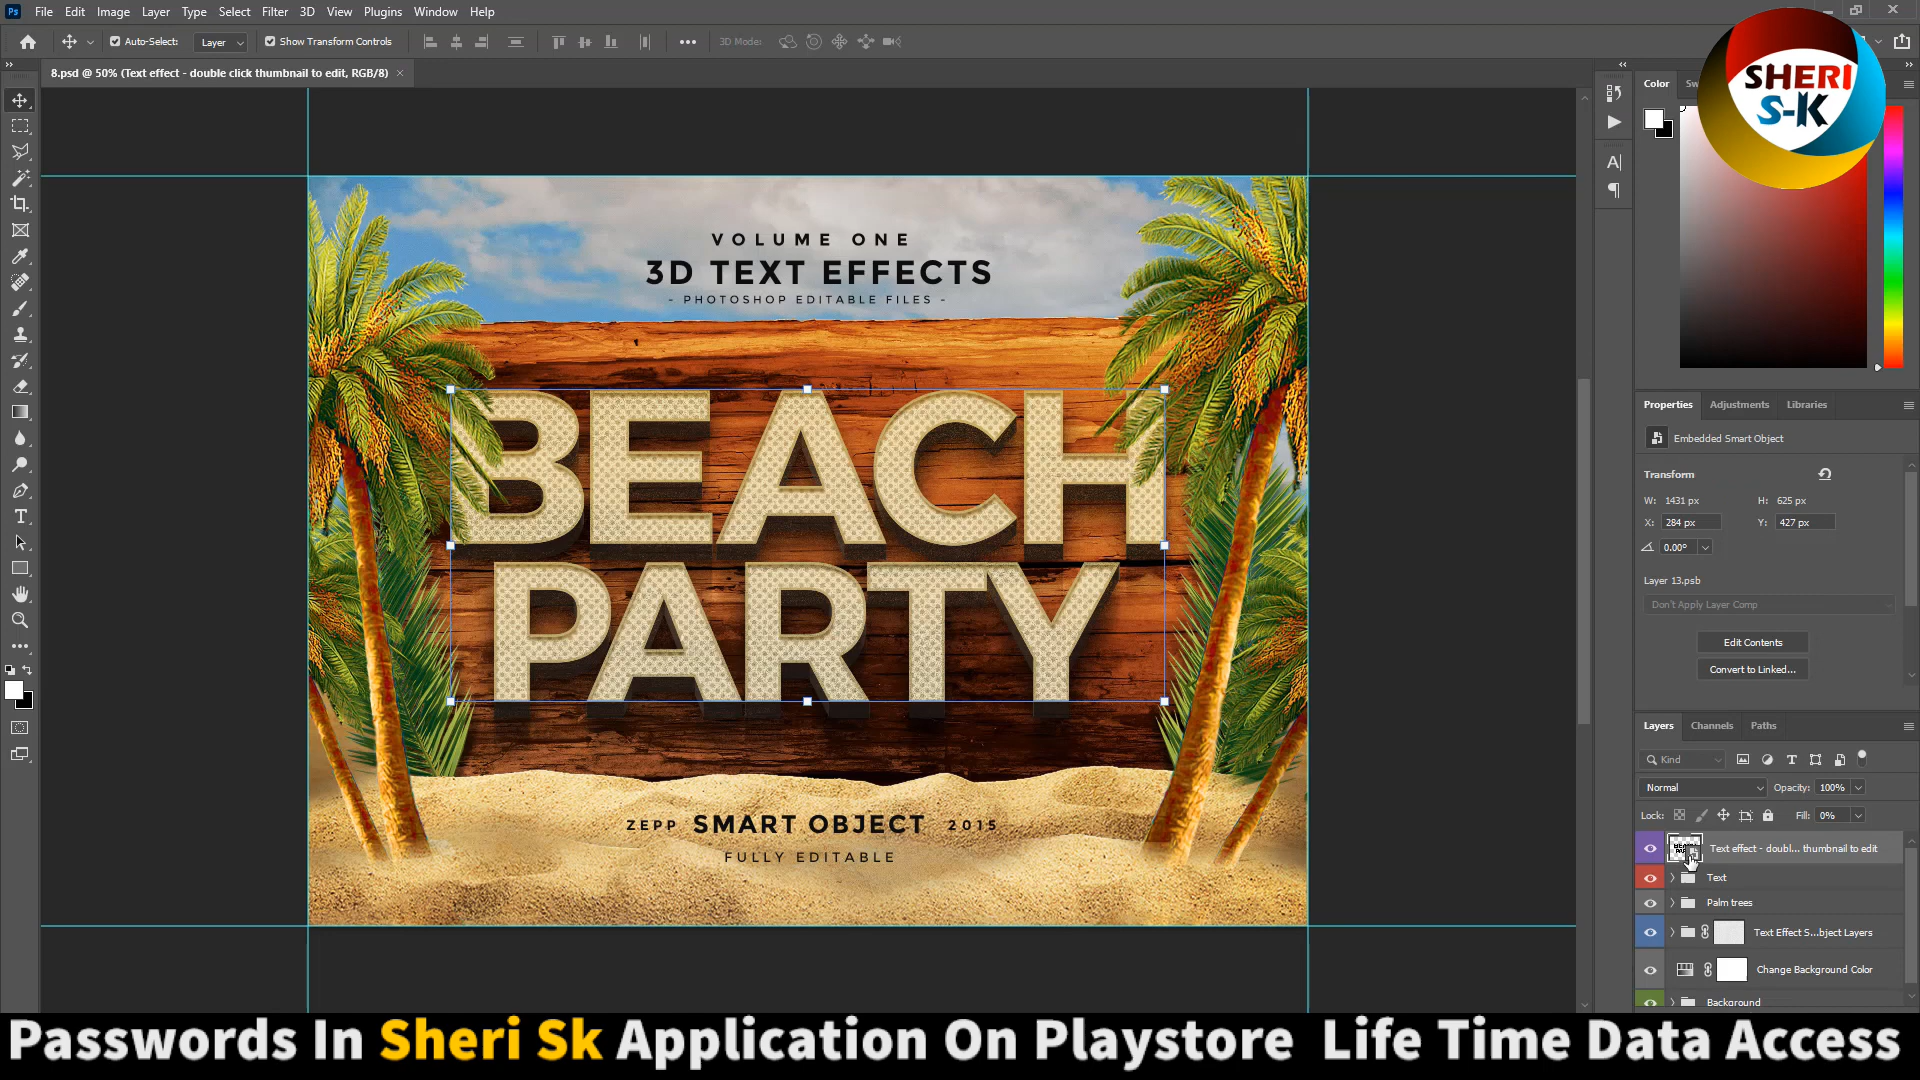 Ps File Edit Image Layer Type Select Filter 3D View Plugins Window Help
Auto-Select: Layer Show Transform Controls 3D Mode:
8.psd @ 50% (Text effect - double click thumbnail to edit, RGB/8) ×
Color
SHERI
S-K
VOLUME ONE
3D TEXT EFFECTS
- PHOTOSHOP EDITABLE FILES -
BEACH
PARTY
ZEPP SMART OBJECT 2015
FULLY EDITABLE
Properties Adjustments Libraries
Embedded Smart Object
Transform
W: 1431 px H: 625 px
X: 284 px Y: 427 px
0.00°
Layer 13.psb
Don't Apply Layer Comp
Edit Contents
Convert to Linked...
Layers Channels Paths
Kind
Normal Opacity: 100%
Lock: Fill: 0%
Text effect - doubl... thumbnail to edit
Text
Palm trees
Text Effect S...bject Layers
Change Background Color
Background
Passwords In Sheri Sk Application On Playstore Life Time Data Access